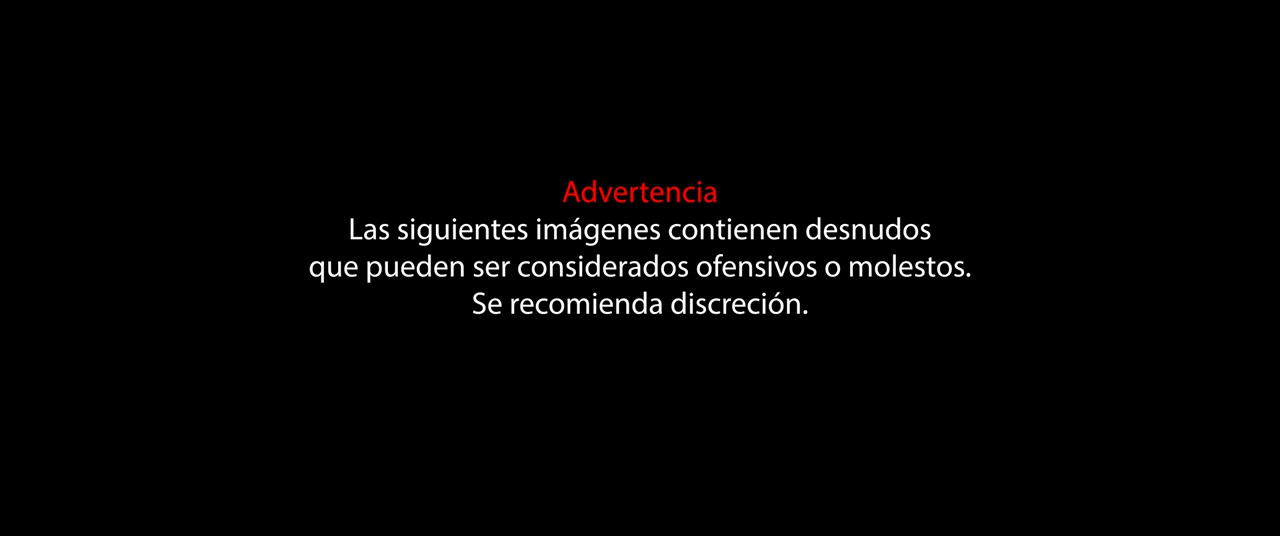 Advertencia
Las siguientes imágenes contienen desnudos
que pueden ser considerados ofensivos o molestos.
Se recomienda discreción.